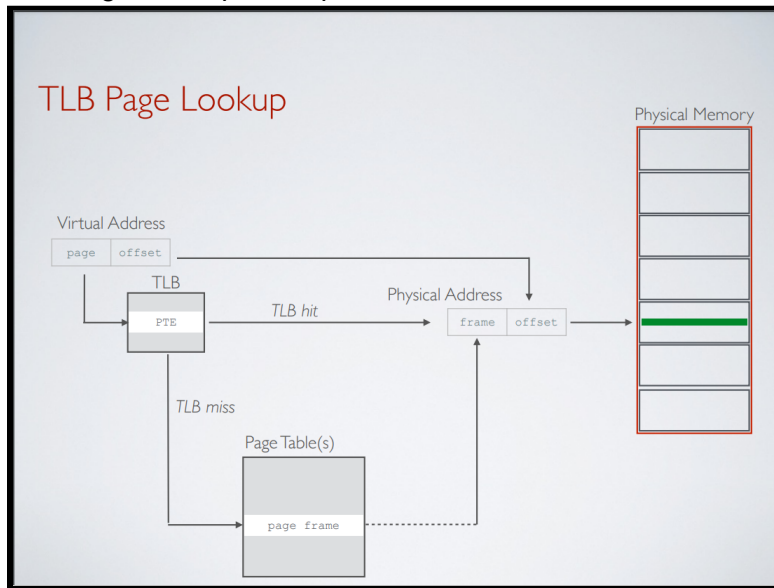 TLB Page Lookup
Physical Memory
Virtual Address
page offset
TLB
PTE
TLB hit
Physical Address
frame offset
TLB miss
Page Table(s)
page frame